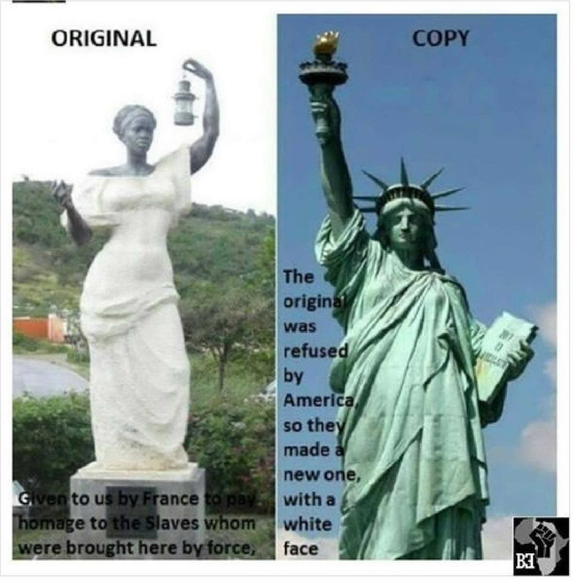 ORIGINAL
COPY
Given to us by France to pay
homage to the Slaves whom
were brought here by force,
The
original
was
refused
by
America,
so they
made a
new one,
with a
white
face
BE